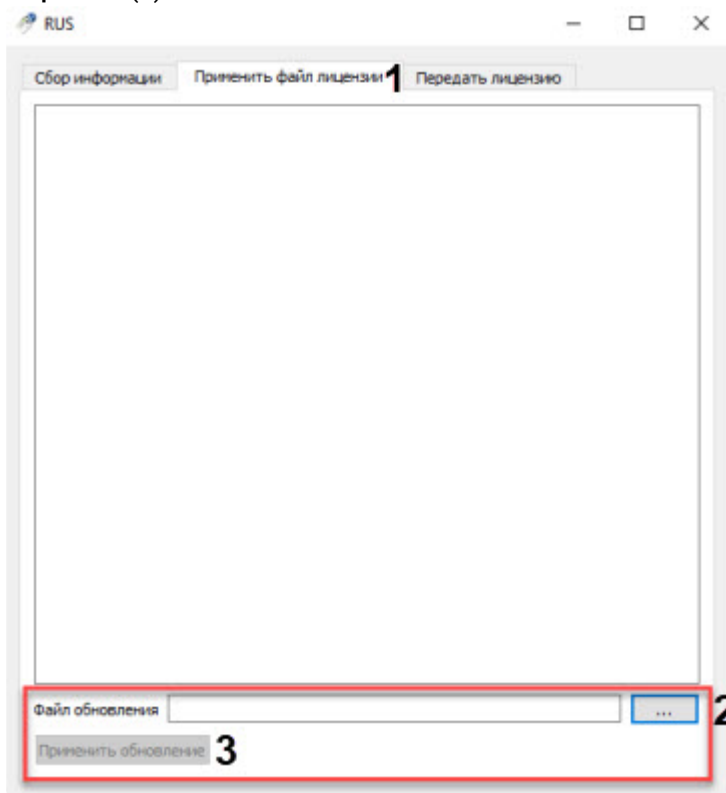 RUS
Сбор информации Применить файл лицензии 1 Передать лицензию
Файл обновления ... 2
Применить обновление 3